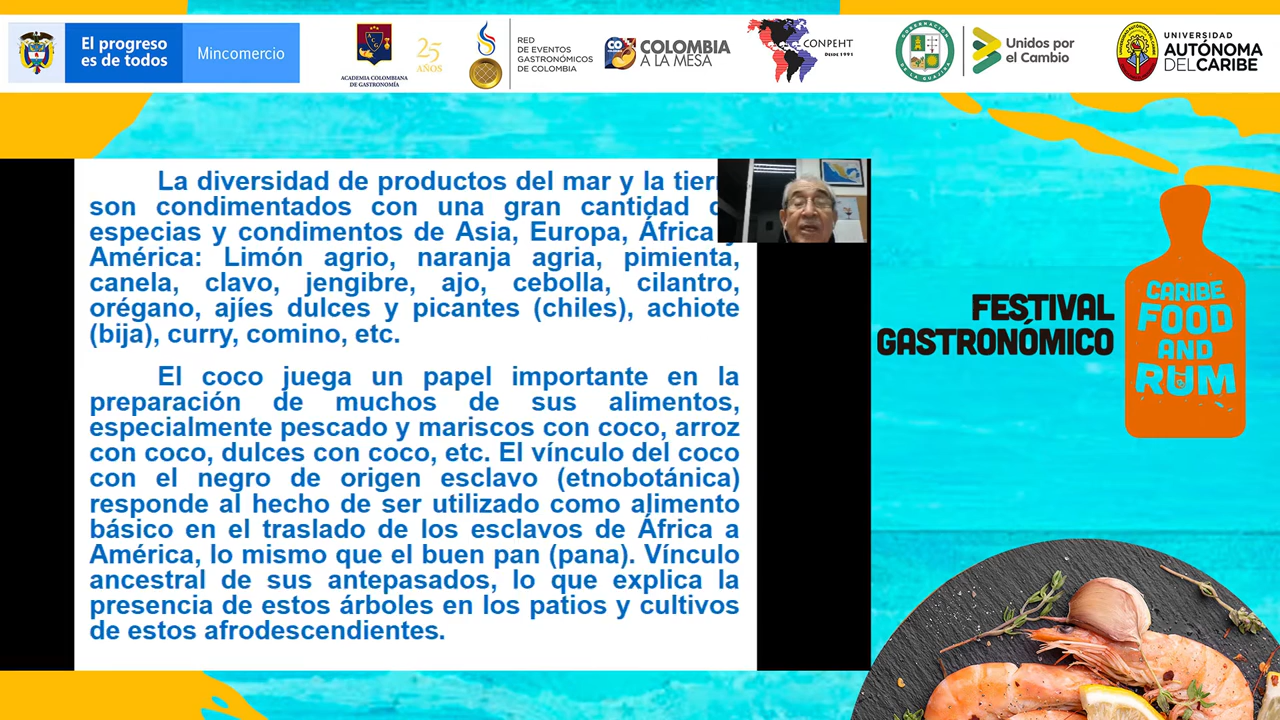 El progreso
es de todos
Mincomercio
ACADEMIA COLOMBIANA
DE GASTRONOMÍA
25
AÑOS
RED
DE EVENTOS
GASTRONÓMICOS
DE COLOMBIA
CO
COLOMBIA
A LA MESA
CONPEHT
DESDE 1991
GOBERNACIÓN
DE LA GUAJIRA
Unidos por
el Cambio
UNIVERSIDAD
AUTÓNOMA
DEL CARIBE
La diversidad de productos del mar y la
son condimentados con una gran cantidad
especias y condimentos de Asia, Europa, África y
América: Limón agrio, naranja agria, pimienta,
canela, clavo, jengibre, ajo, cebolla, cilantro,
orégano, ajíes dulces y picantes (chiles), achiote
(bija), curry, comino, etc.
El coco juega un papel importante en la
preparación de muchos de sus alimentos,
especialmente pescado y mariscos con coco, arroz
con coco, dulces con coco, etc. El vínculo del coco
con el negro de origen esclavo (etnobotánica)
responde al hecho de ser utilizado como alimento
básico en el traslado de los esclavos de África a
América, lo mismo que el buen pan (pana). Vínculo
ancestral de sus antepasados, lo que explica la
presencia de estos árboles en los patios y cultivos
de estos afrodescendientes.
FESTIVAL
GASTRONÓMICO
CARIBE
FOOD
AND
RUM